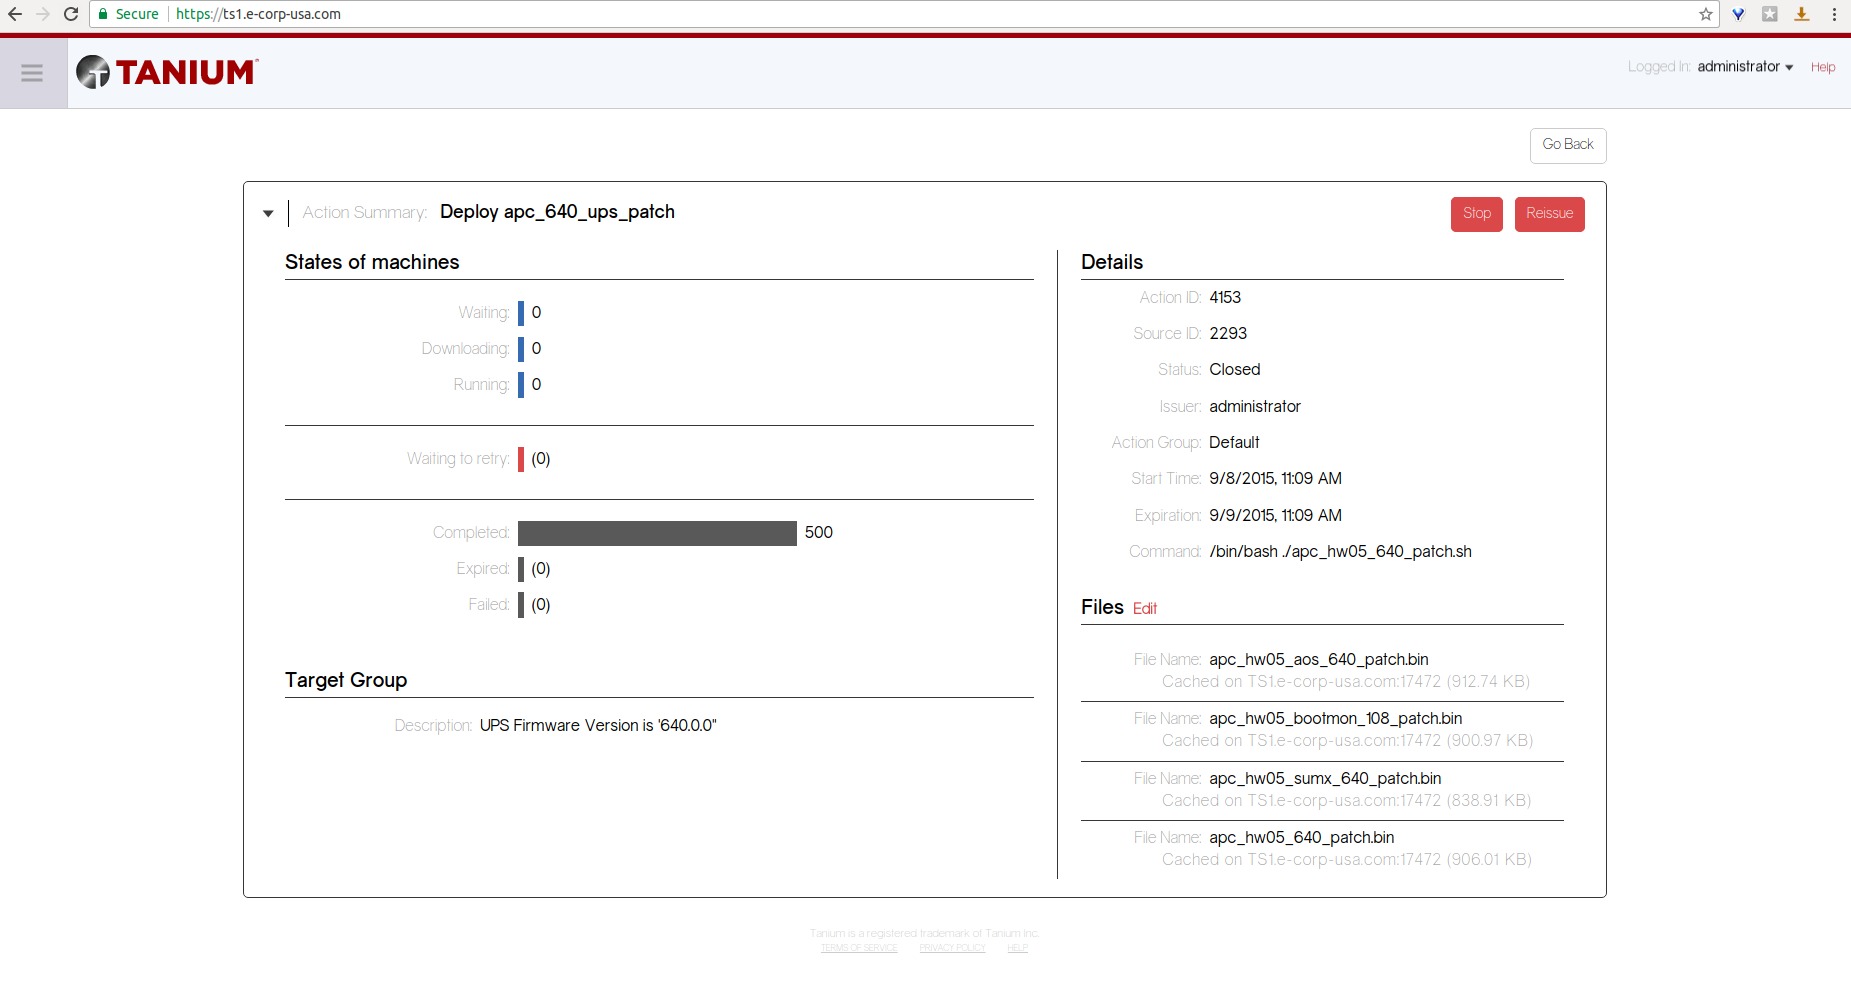 Secure https://ts1.e-corp-usa.com
TANIUM
Logged In: administrator Help
Go Back
Action Summary: Deploy apc_640_ups_patch
Stop Reissue
States of machines
Waiting: 0
Downloading: 0
Running: 0
Waiting to retry: (0)
Completed: 500
Expired: (0)
Failed: (0)
Target Group
Description: UPS Firmware Version is '640.0.0"
Details
Action ID: 4153
Source ID: 2293
Status: Closed
Issuer: administrator
Action Group: Default
Start Time: 9/8/2015, 11:09 AM
Expiration: 9/9/2015, 11:09 AM
Command: /bin/bash ./apc_hw05_640_patch.sh
Files Edit
File Name: apc_hw05_aos_640_patch.bin
Cached on TS1.e-corp-usa.com:17472 (912.74 KB)
File Name: apc_hw05_bootmon_108_patch.bin
Cached on TS1.e-corp-usa.com:17472 (900.97 KB)
File Name: apc_hw05_sumx_640_patch.bin
Cached on TS1.e-corp-usa.com:17472 (838.91 KB)
File Name: apc_hw05_640_patch.bin
Cached on TS1.e-corp-usa.com:17472 (906.01 KB)
Tanium is a registered trademark of Tanium Inc.
TERMS OF SERVICE PRIVACY POLICY HELP